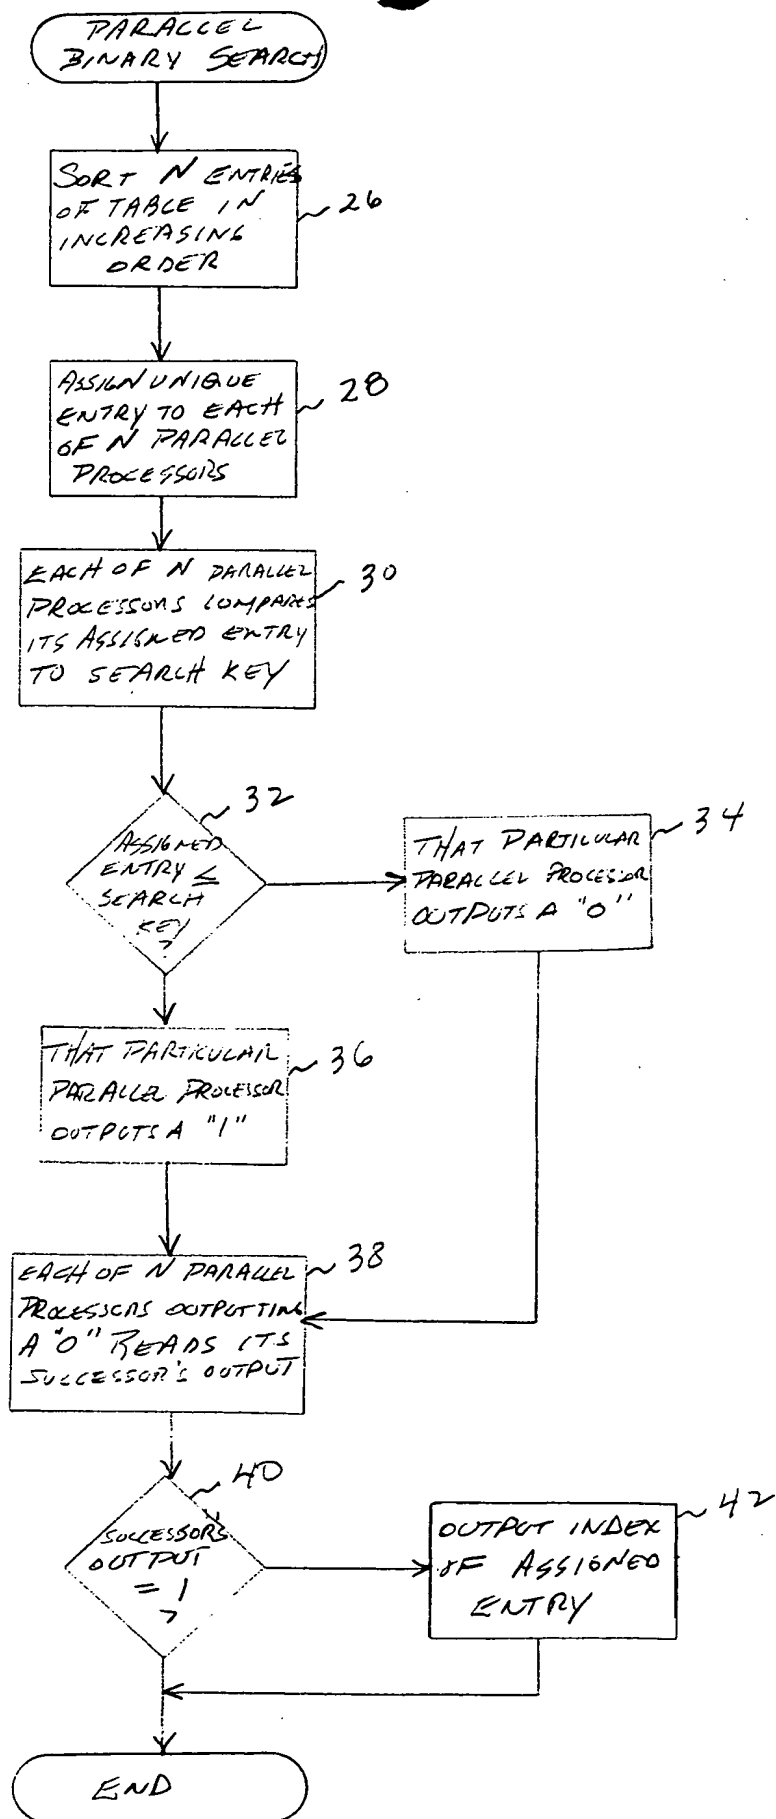 PARALLEL
BINARY SEARCH
SORT N ENTRIES
OF TABLE IN
INCREASING
ORDER
26
ASSIGN UNIQUE
ENTRY TO EACH
OF N PARALLEL
PROCESSORS
28
EACH OF N PARALLEL
PROCESSORS COMPARES
ITS ASSIGNED ENTRY
TO SEARCH KEY
30
32
ASSIGNED
ENTRY ≤
SEARCH
KEY
?
THAT PARTICULAR
PARALLEL PROCESSOR
OUTPUTS A "0"
34
THAT PARTICULAR
PARALLEL PROCESSOR
OUTPUTS A "1"
36
EACH OF N PARALLEL
PROCESSORS OUTPUTTING
A "0" READS ITS
SUCCESSOR'S OUTPUT
38
40
SUCCESSOR'S
OUTPUT
= 1
?
OUTPUT INDEX
OF ASSIGNED
ENTRY
42
END